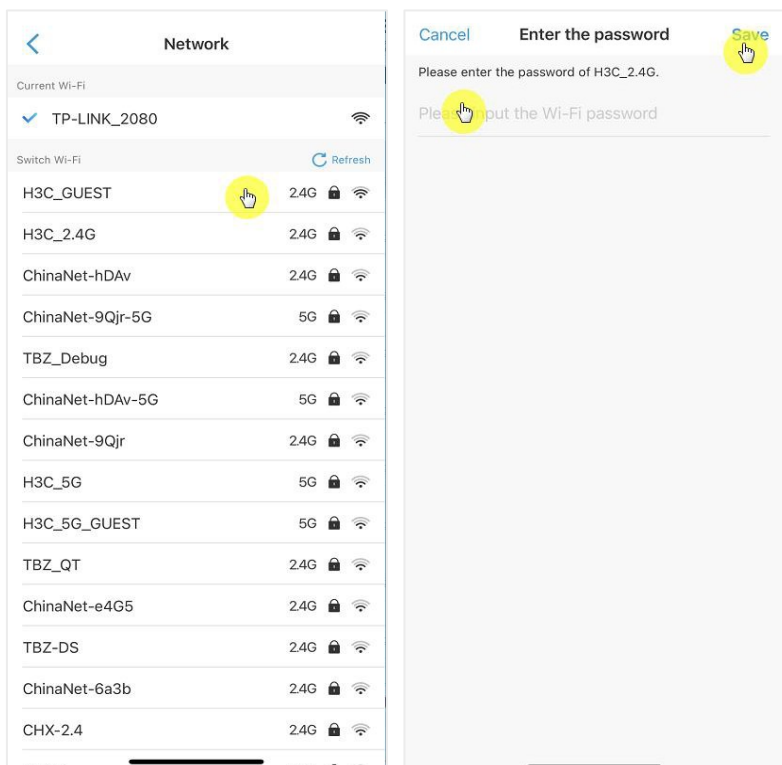 Network
Current Wi-Fi
TP-LINK_2080
Switch Wi-Fi Refresh
H3C_GUEST 2.4G
H3C_2.4G 2.4G
ChinaNet-hDAv 2.4G
ChinaNet-9Qjr-5G 5G
TBZ_Debug 2.4G
ChinaNet-hDAv-5G 5G
ChinaNet-9Qjr 2.4G
H3C_5G 5G
H3C_5G_GUEST 5G
TBZ_QT 2.4G
ChinaNet-e4G5 2.4G
TBZ-DS 2.4G
ChinaNet-6a3b 2.4G
CHX-2.4 2.4G
Cancel Enter the password Save
Please enter the password of H3C_2.4G.
Please input the Wi-Fi password